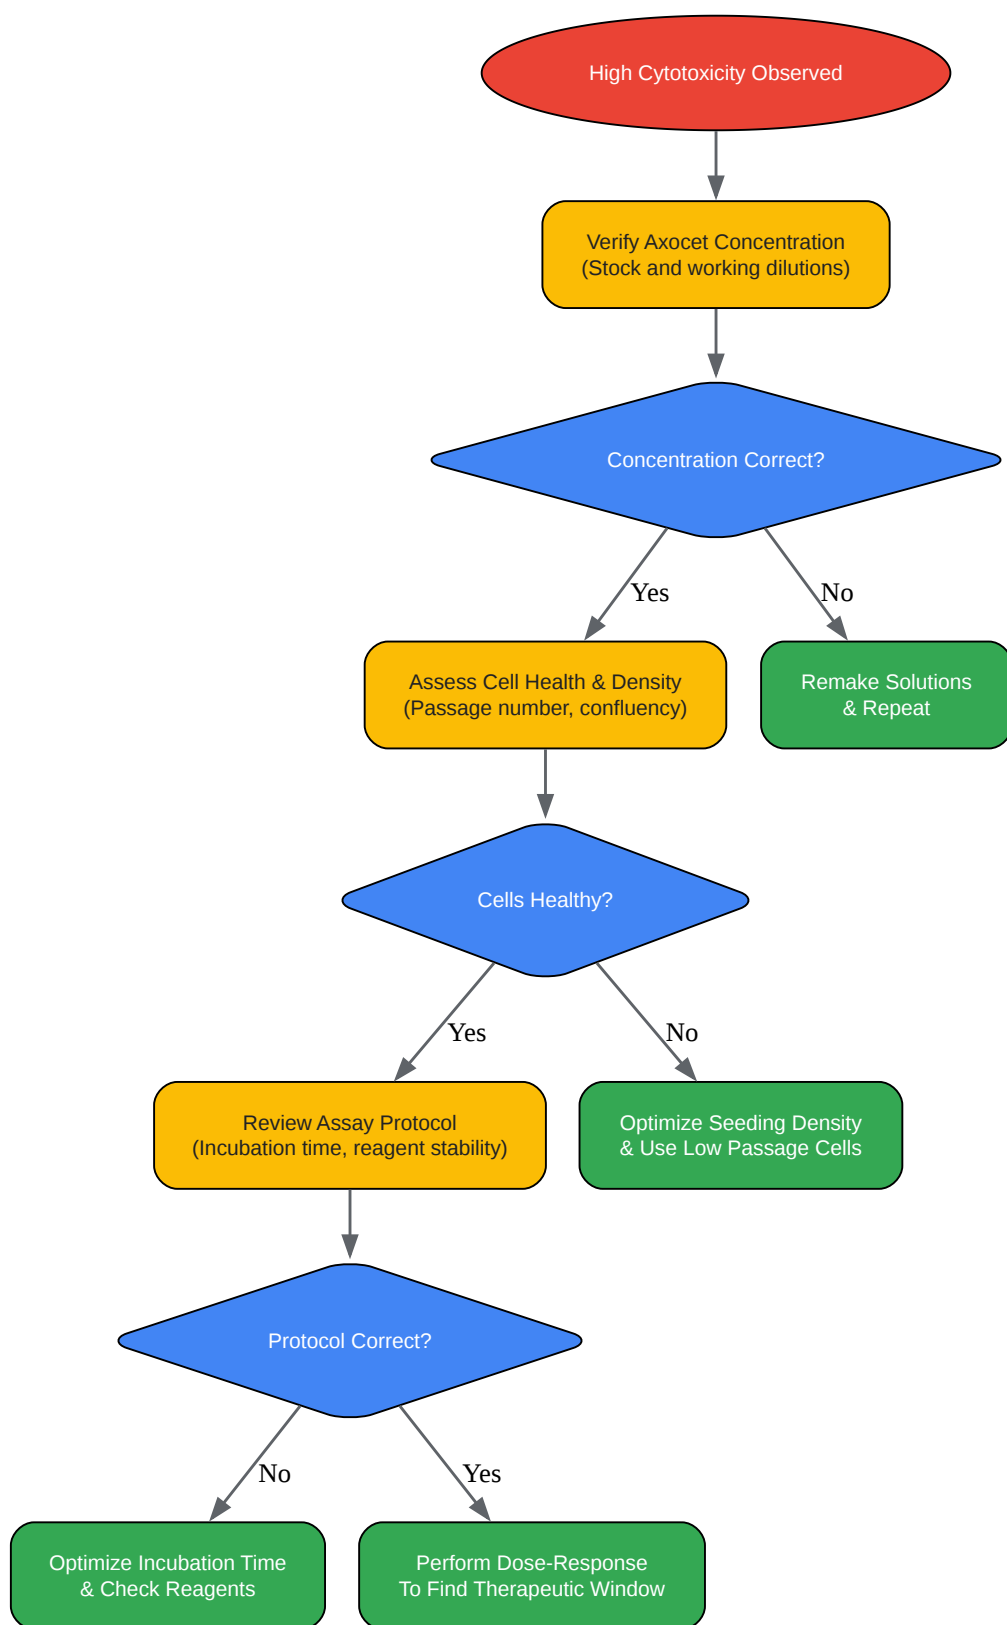 High Cytotoxicity Observed
Verify Axocet Concentration
(Stock and working dilutions)
Concentration Correct?
Yes
No
Assess Cell Health & Density
(Passage number, confluency)
Remake Solutions
& Repeat
Cells Healthy?
Yes
No
Review Assay Protocol
(Incubation time, reagent stability)
Optimize Seeding Density
& Use Low Passage Cells
Protocol Correct?
No
Yes
Optimize Incubation Time
& Check Reagents
Perform Dose-Response
To Find Therapeutic Window